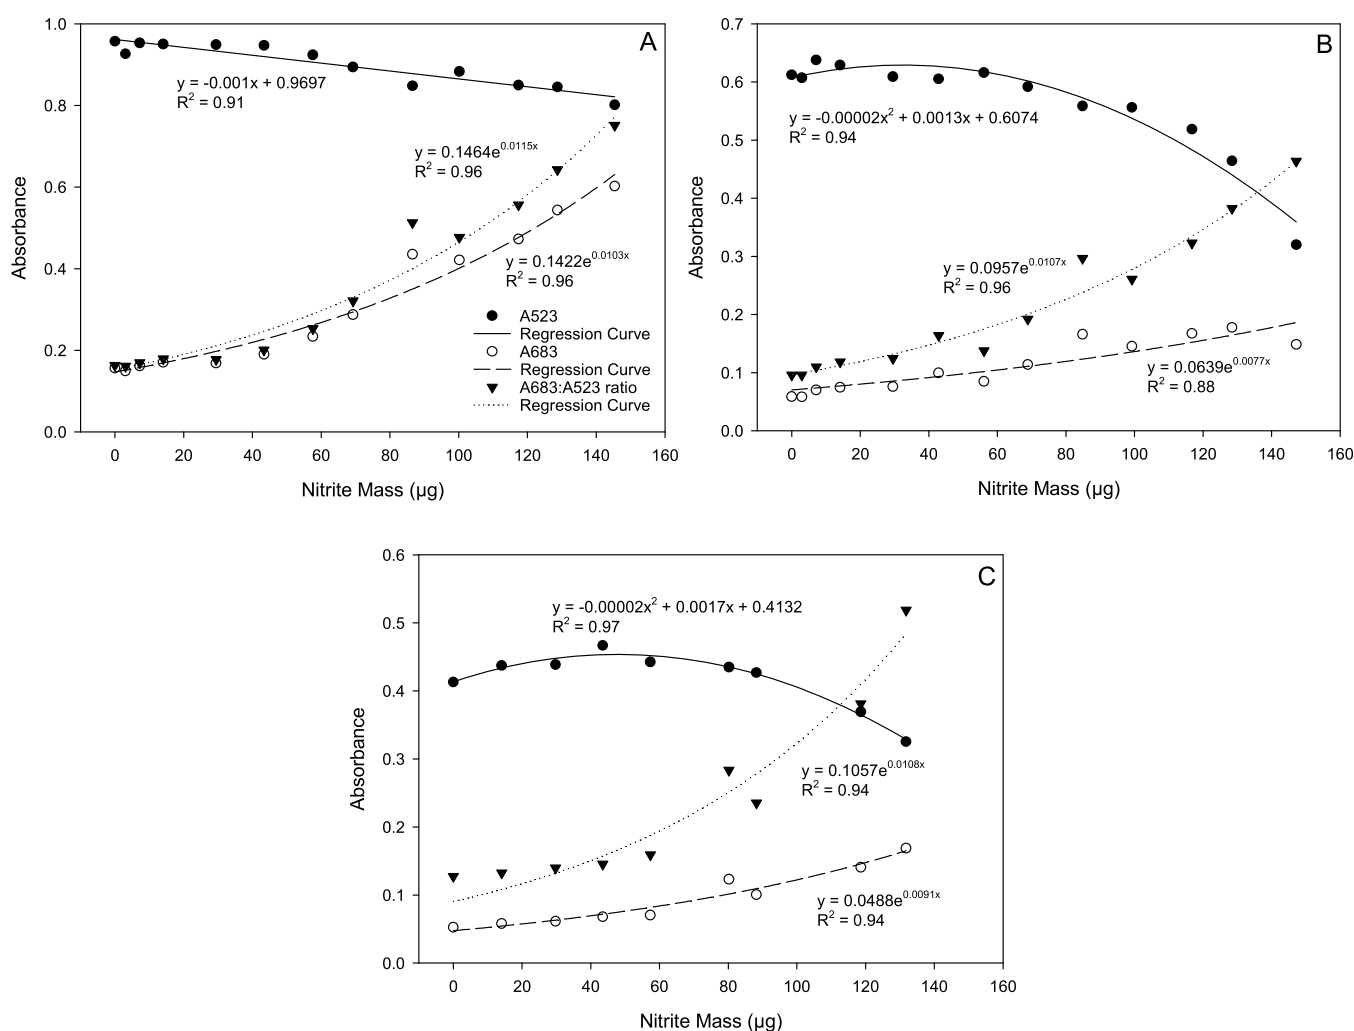 A
1.0
0.8
0.6
0.4
0.2
0.0
Absorbance
y = -0.001x + 0.9697
R² = 0.91
y = 0.1464e^0.0115x
R² = 0.96
y = 0.1422e^0.0103x
R² = 0.96
A523
Regression Curve
A683
Regression Curve
A683:A523 ratio
Regression Curve
0 20 40 60 80 100 120 140 160
Nitrite Mass (µg)
B
0.7
0.6
0.5
0.4
0.3
0.2
0.1
0.0
Absorbance
y = -0.00002x² + 0.0013x + 0.6074
R² = 0.94
y = 0.0957e^0.0107x
R² = 0.96
y = 0.0639e^0.0077x
R² = 0.88
0 20 40 60 80 100 120 140 160
Nitrite Mass (µg)
C
0.6
0.5
0.4
0.3
0.2
0.1
0.0
Absorbance
y = -0.00002x² + 0.0017x + 0.4132
R² = 0.97
y = 0.1057e^0.0108x
R² = 0.94
y = 0.0488e^0.0091x
R² = 0.94
0 20 40 60 80 100 120 140 160
Nitrite Mass (µg)